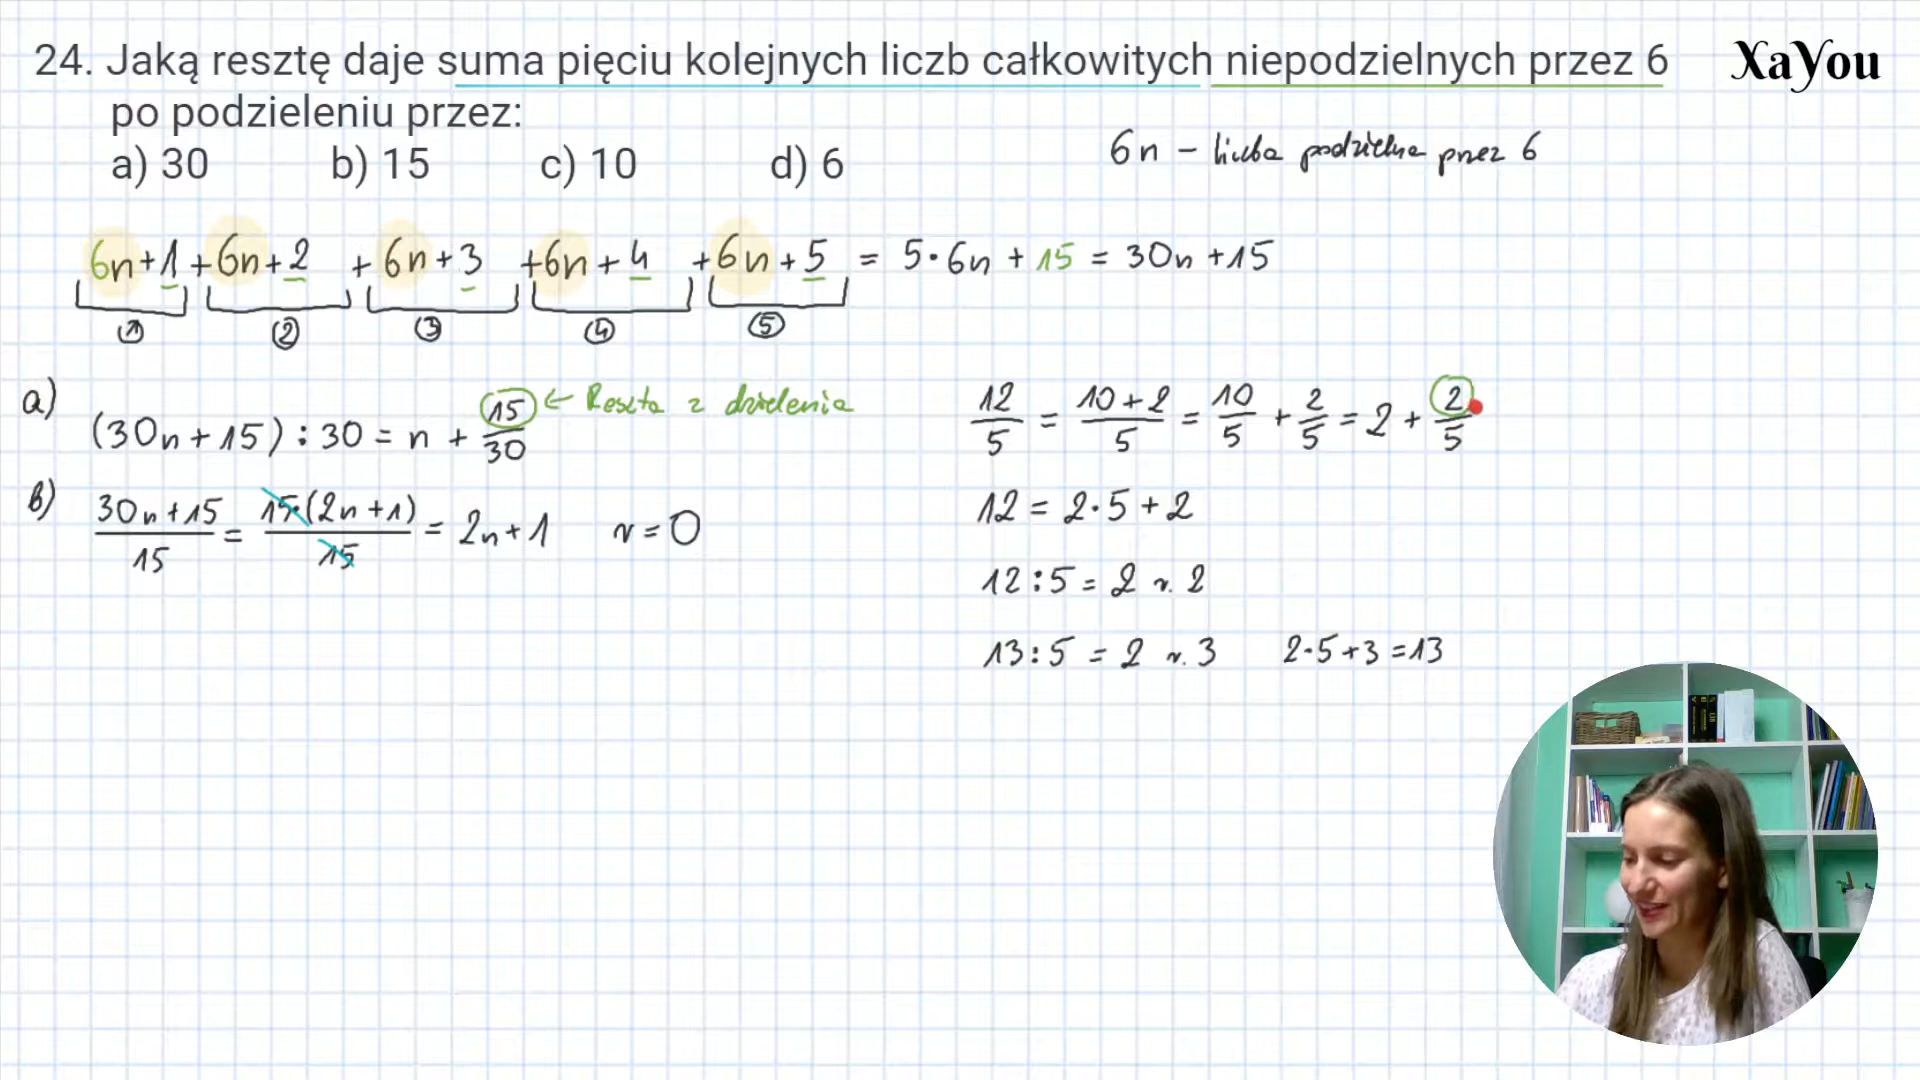 24. Jaką resztę daje suma pięciu kolejnych liczb całkowitych niepodzielnych przez 6
po podzieleniu przez:
a) 30 b) 15 c) 10 d) 6
XaYou
6n – liczba podzielna przez 6
6n+1 + 6n+2 + 6n+3 + 6n+4 + 6n+5 = 5·6n + 15 = 30n + 15
① ② ③ ④ ⑤
a) (30n + 15) : 30 = n + 15/30 ← Reszta z dzielenia
b) 30n+15/15 = 15·(2n+1)/15 = 2n+1 r = 0
12/5 = 10+2/5 = 10/5 + 2/5 = 2 + 2/5
12 = 2·5 + 2
12:5 = 2 r. 2
13:5 = 2 r. 3 2·5+3=13